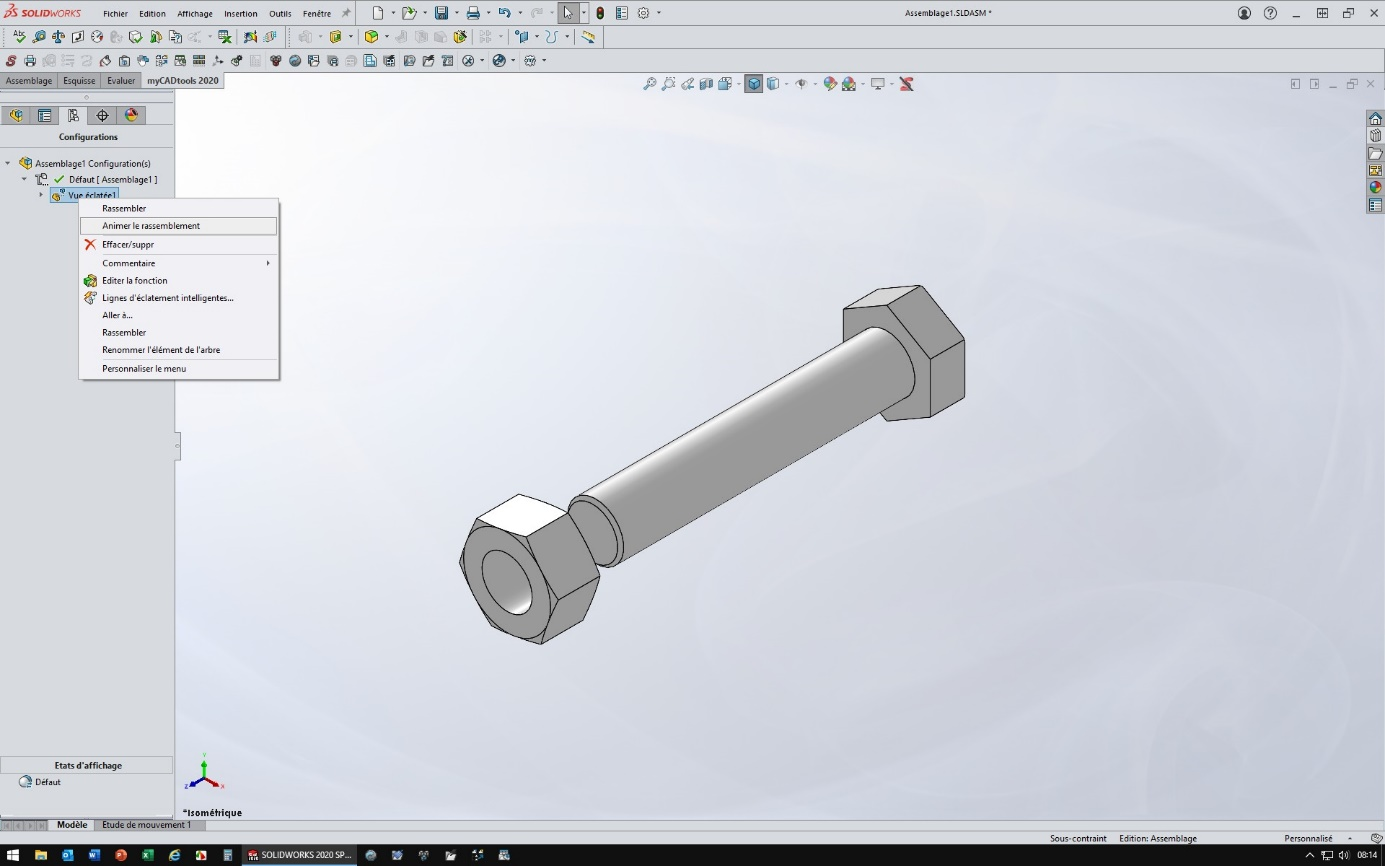 SOLIDWORKS Fichier Edition Affichage Insertion Outils Fenêtre
Assemblage1.SLDASM *
Assemblage Esquisse Evaluer myCADtools 2020
Configurations
Assemblage1 Configuration(s)
Défaut [ Assemblage1 ]
Vue éclatée1
Rassembler
Animer le rassemblement
Effacer/suppr
Commentaire
Editer la fonction
Lignes d'éclatement intelligentes...
Aller à...
Rassembler
Renommer l'élément de l'arbre
Personnaliser le menu
Etats d'affichage
Défaut
Y
Z
X
*Isométrique
Modèle Etude de mouvement 1
Sous-contraint Edition: Assemblage Personnalisé
SOLIDWORKS 2020 SP...
08:14